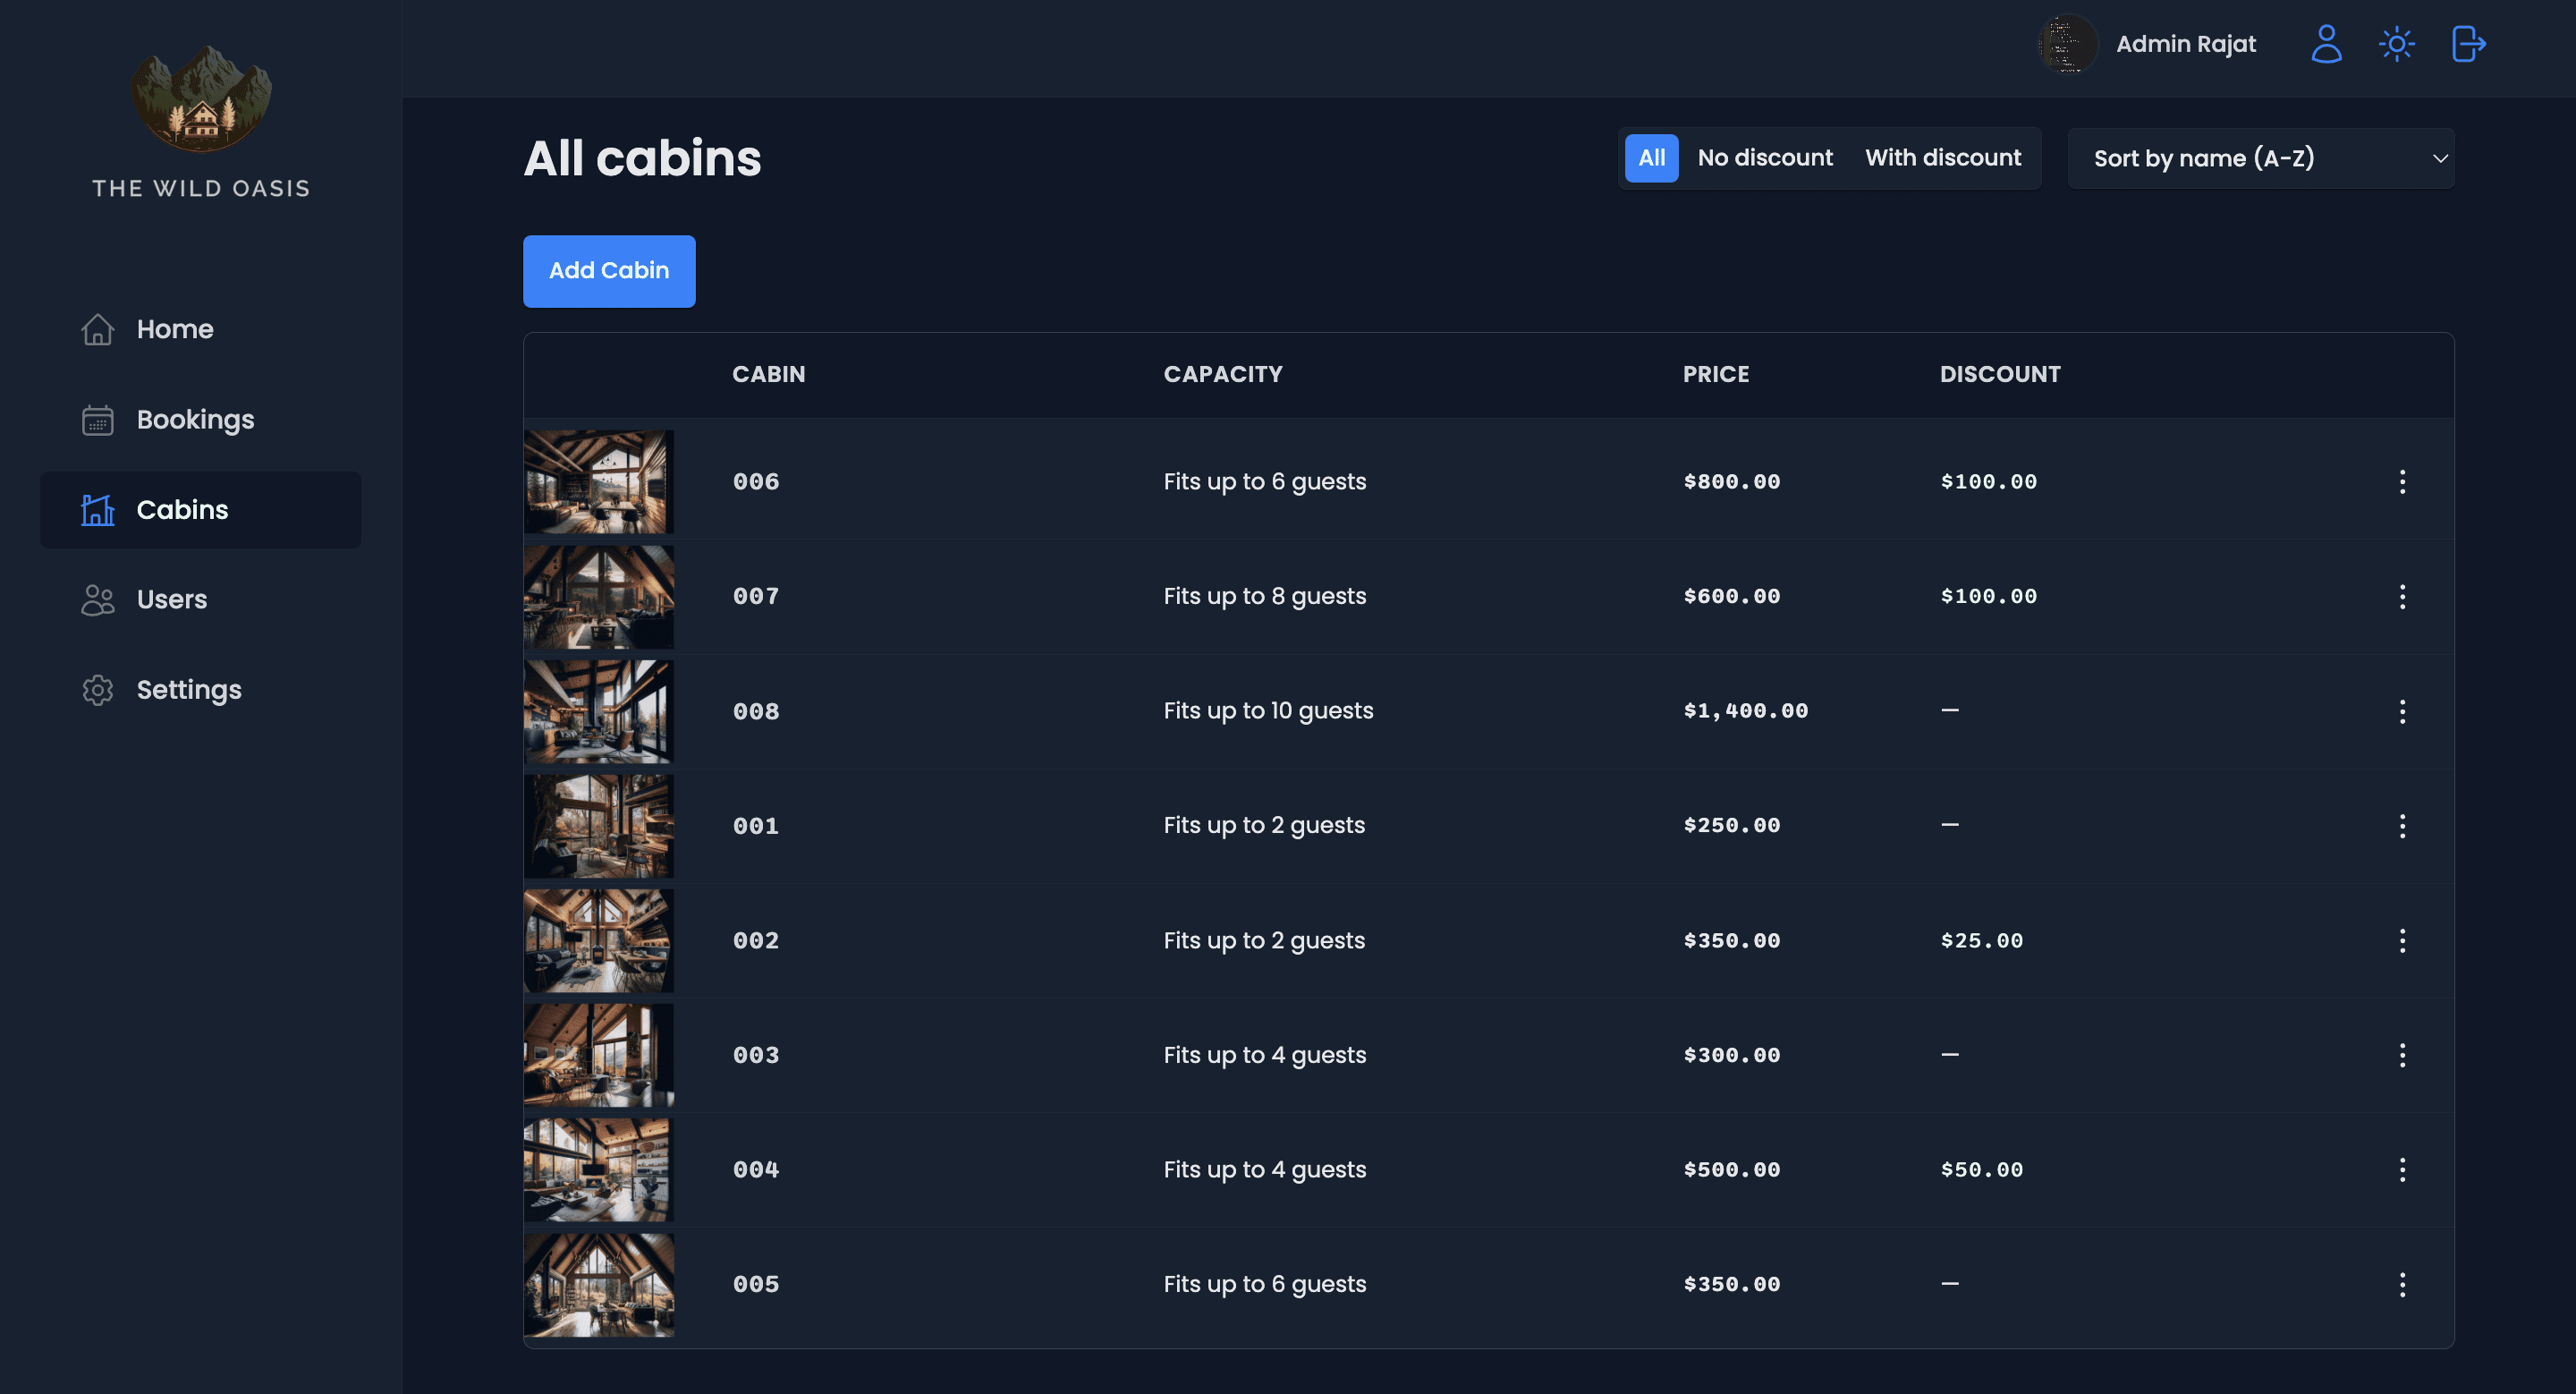 THE WILD OASIS
Home
Bookings
Cabins
Users
Settings
Admin Rajat
All cabins
All No discount With discount
Sort by name (A-Z)
Add Cabin
CABIN CAPACITY PRICE DISCOUNT
006 Fits up to 6 guests $800.00 $100.00
007 Fits up to 8 guests $600.00 $100.00
008 Fits up to 10 guests $1,400.00 —
001 Fits up to 2 guests $250.00 —
002 Fits up to 2 guests $350.00 $25.00
003 Fits up to 4 guests $300.00 —
004 Fits up to 4 guests $500.00 $50.00
005 Fits up to 6 guests $350.00 —